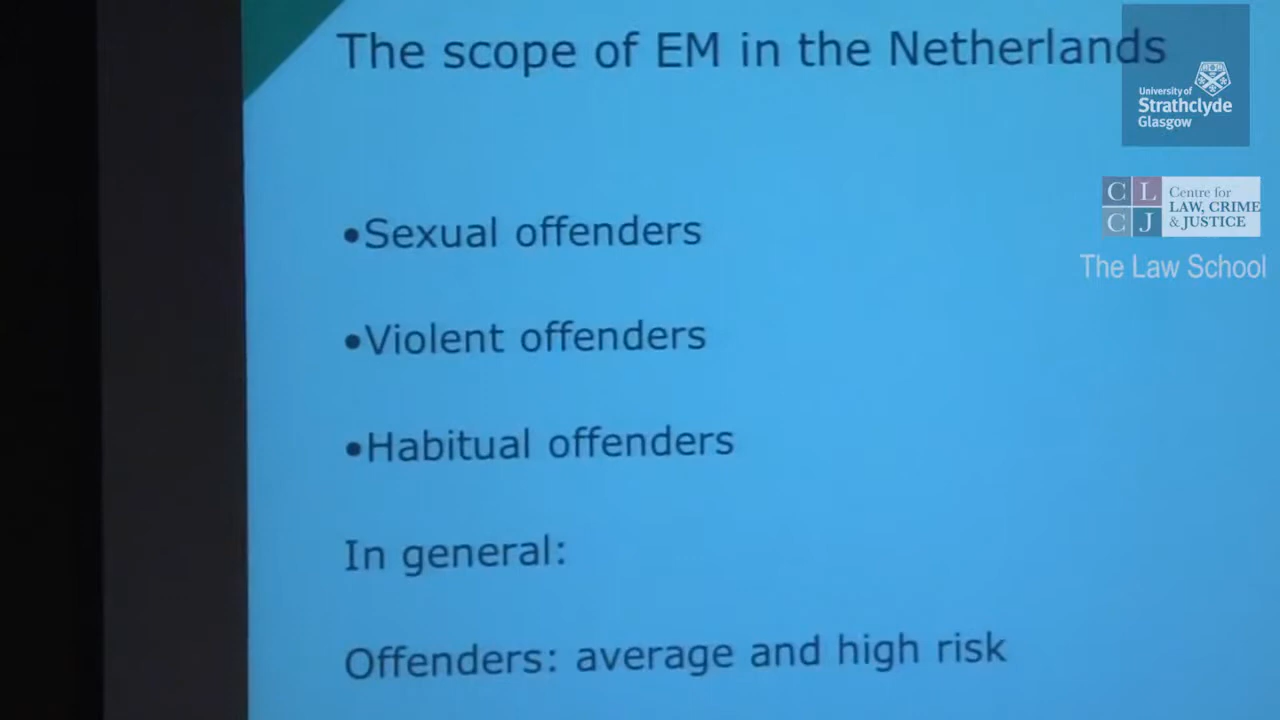 The scope of EM in the Netherlands
•Sexual offenders
•Violent offenders
•Habitual offenders
In general:
Offenders: average and high risk
University of
Strathclyde
Glasgow
C L
C J
Centre for
LAW, CRIME
& JUSTICE
The Law School